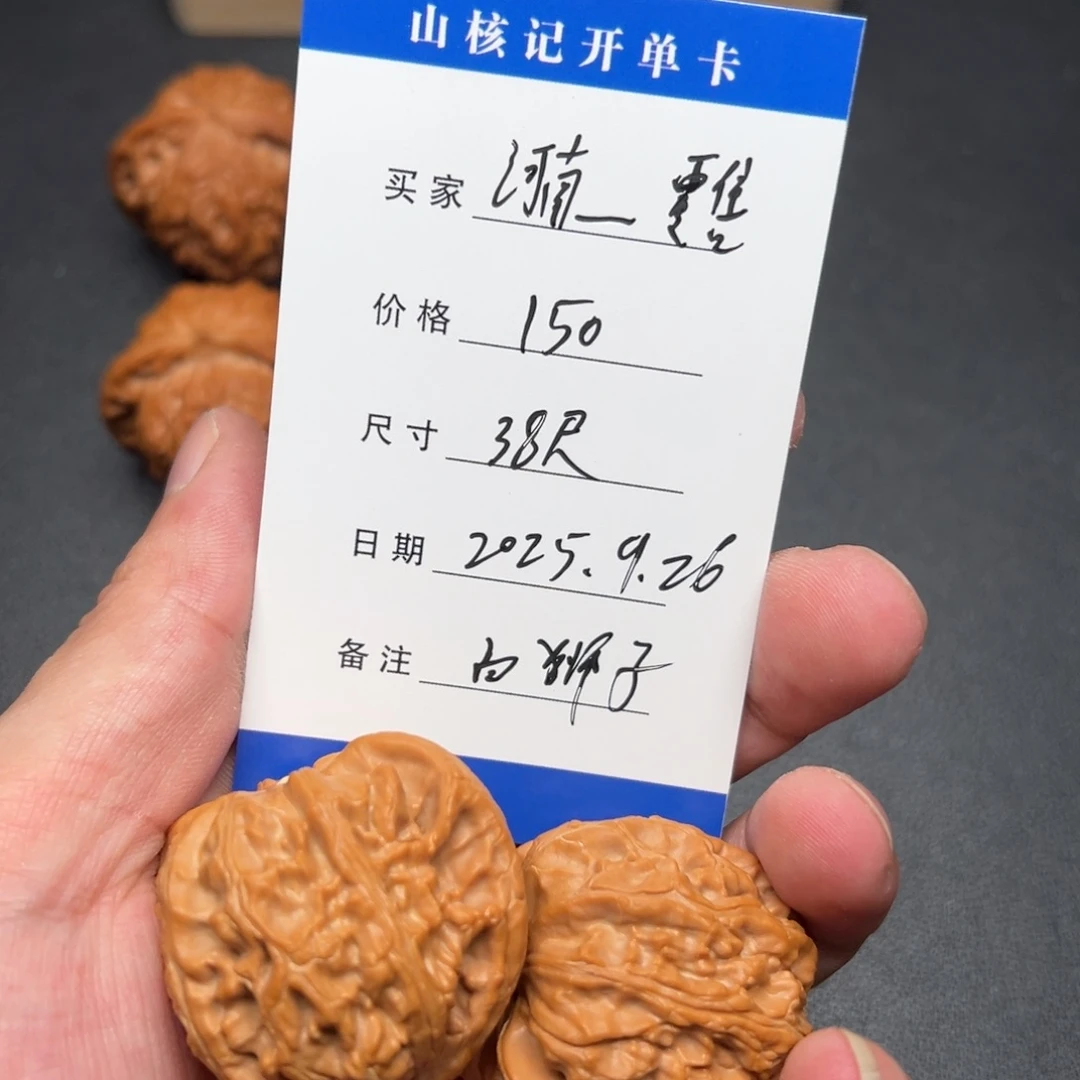 山核记开单卡
买家
价格 150
尺寸 38尺
日期 2025.9.26
备注 白狮子